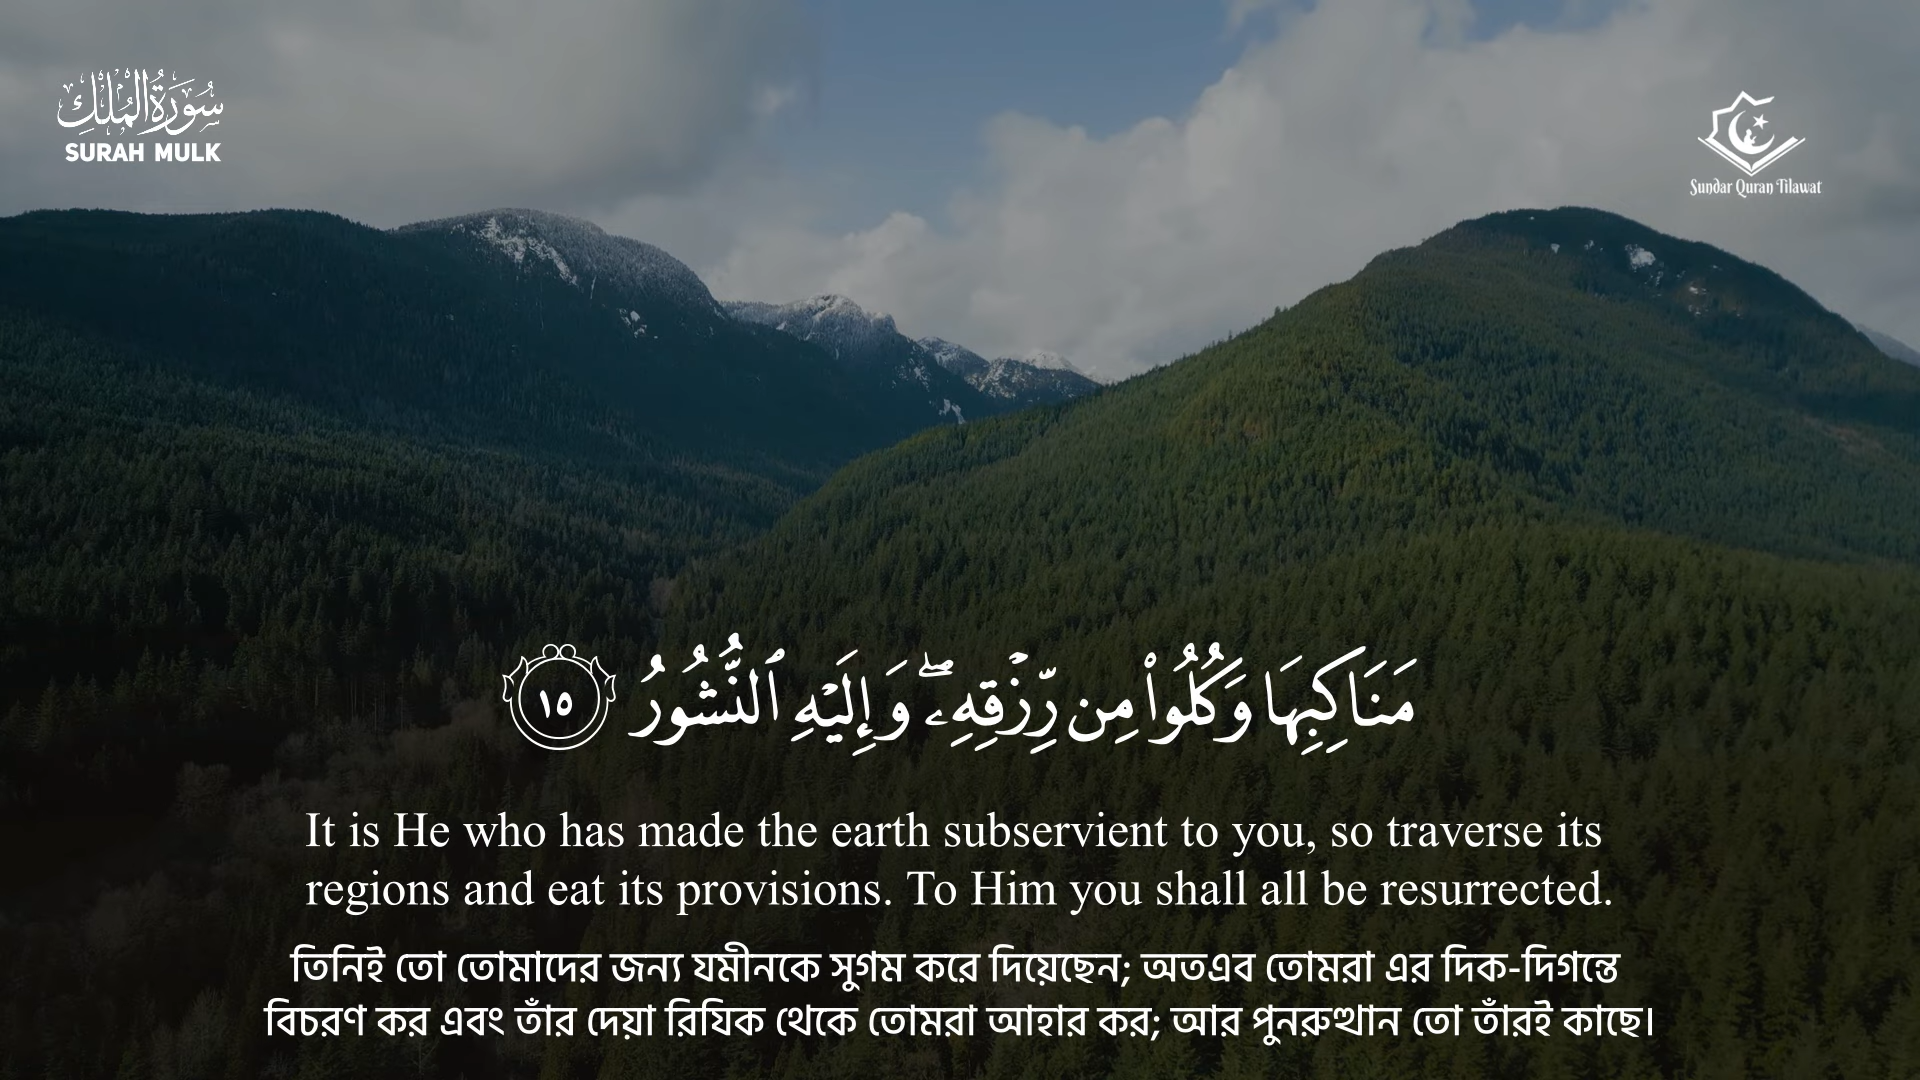 سُورَةُ الْمُلْكِ
SURAH MULK
Sundar Quran Tilawat
مَنَاكِبِهَا وَكُلُوا۟ مِن رِّزْقِهِۦ ۖ وَإِلَيْهِ ٱلنُّشُورُ ١٥
It is He who has made the earth subservient to you, so traverse its
regions and eat its provisions. To Him you shall all be resurrected.
তিনিই তো তোমাদের জন্য যমীনকে সুগম করে দিয়েছেন; অতএব তোমরা এর দিক-দিগন্তে
বিচরণ কর এবং তাঁর দেয়া রিযিক থেকে তোমরা আহার কর; আর পুনরুত্থান তো তাঁরই কাছে।